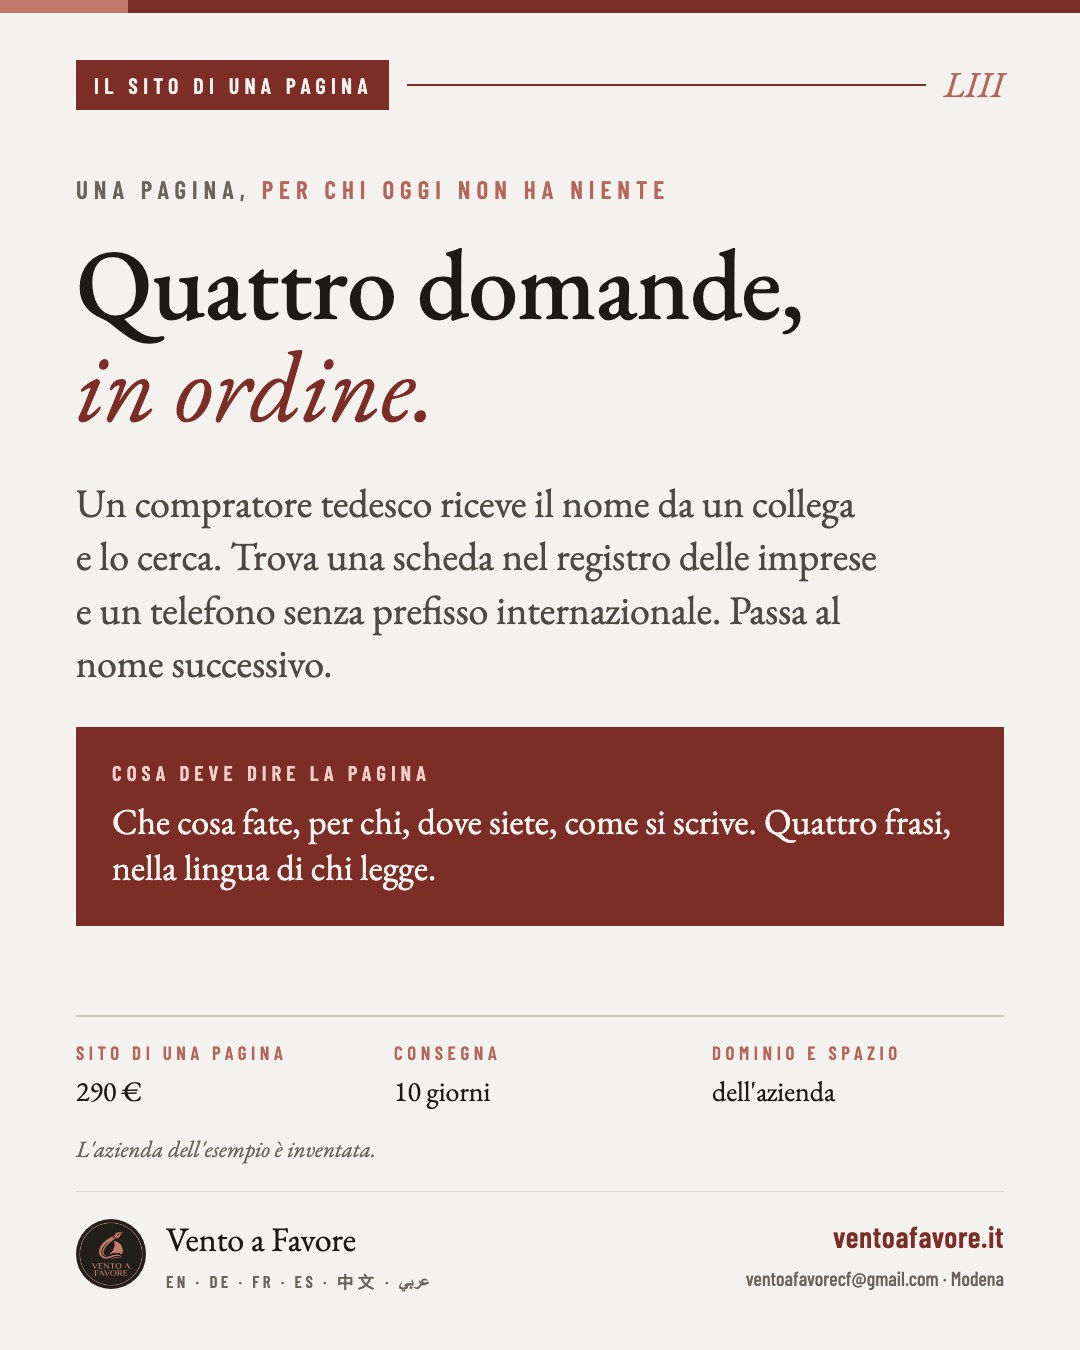 IL SITO DI UNA PAGINA
LIII
UNA PAGINA, PER CHI OGGI NON HA NIENTE
Quattro domande,
in ordine.
Un compratore tedesco riceve il nome da un collega
e lo cerca. Trova una scheda nel registro delle imprese
e un telefono senza prefisso internazionale. Passa al
nome successivo.
COSA DEVE DIRE LA PAGINA
Che cosa fate, per chi, dove siete, come si scrive. Quattro frasi,
nella lingua di chi legge.
SITO DI UNA PAGINA
290 €
CONSEGNA
10 giorni
DOMINIO E SPAZIO
dell'azienda
L'azienda dell'esempio è inventata.
VENTO A
FAVORE
Vento a Favore
EN · DE · FR · ES · 中文 · عربي
ventoafavore.it
ventoafavorecf@gmail.com · Modena